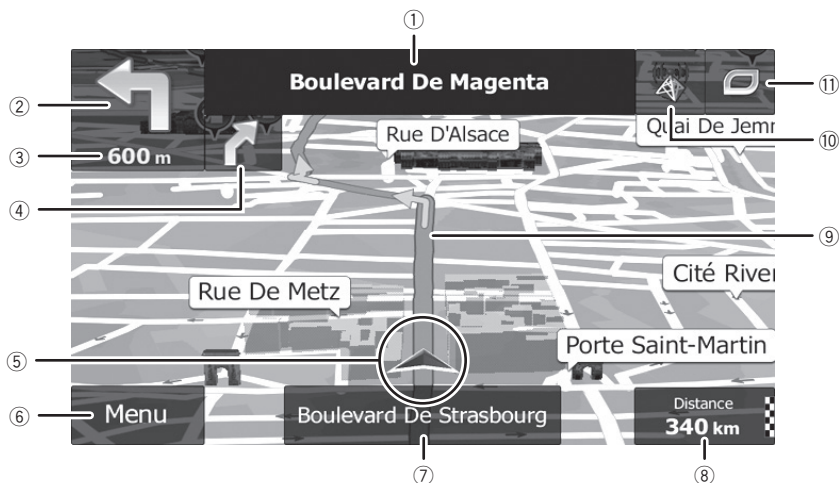 ①
Boulevard De Magenta
②
⑪
Rue D'Alsace
Quai De Jemm
⑩
③
600 m
④
⑨
Cité River
Rue De Metz
⑤
Porte Saint-Martin
⑥
Menu
Boulevard De Strasbourg
Distance
340 km
⑦
⑧